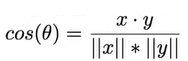 cos(θ) = x · y / ||x|| * ||y||